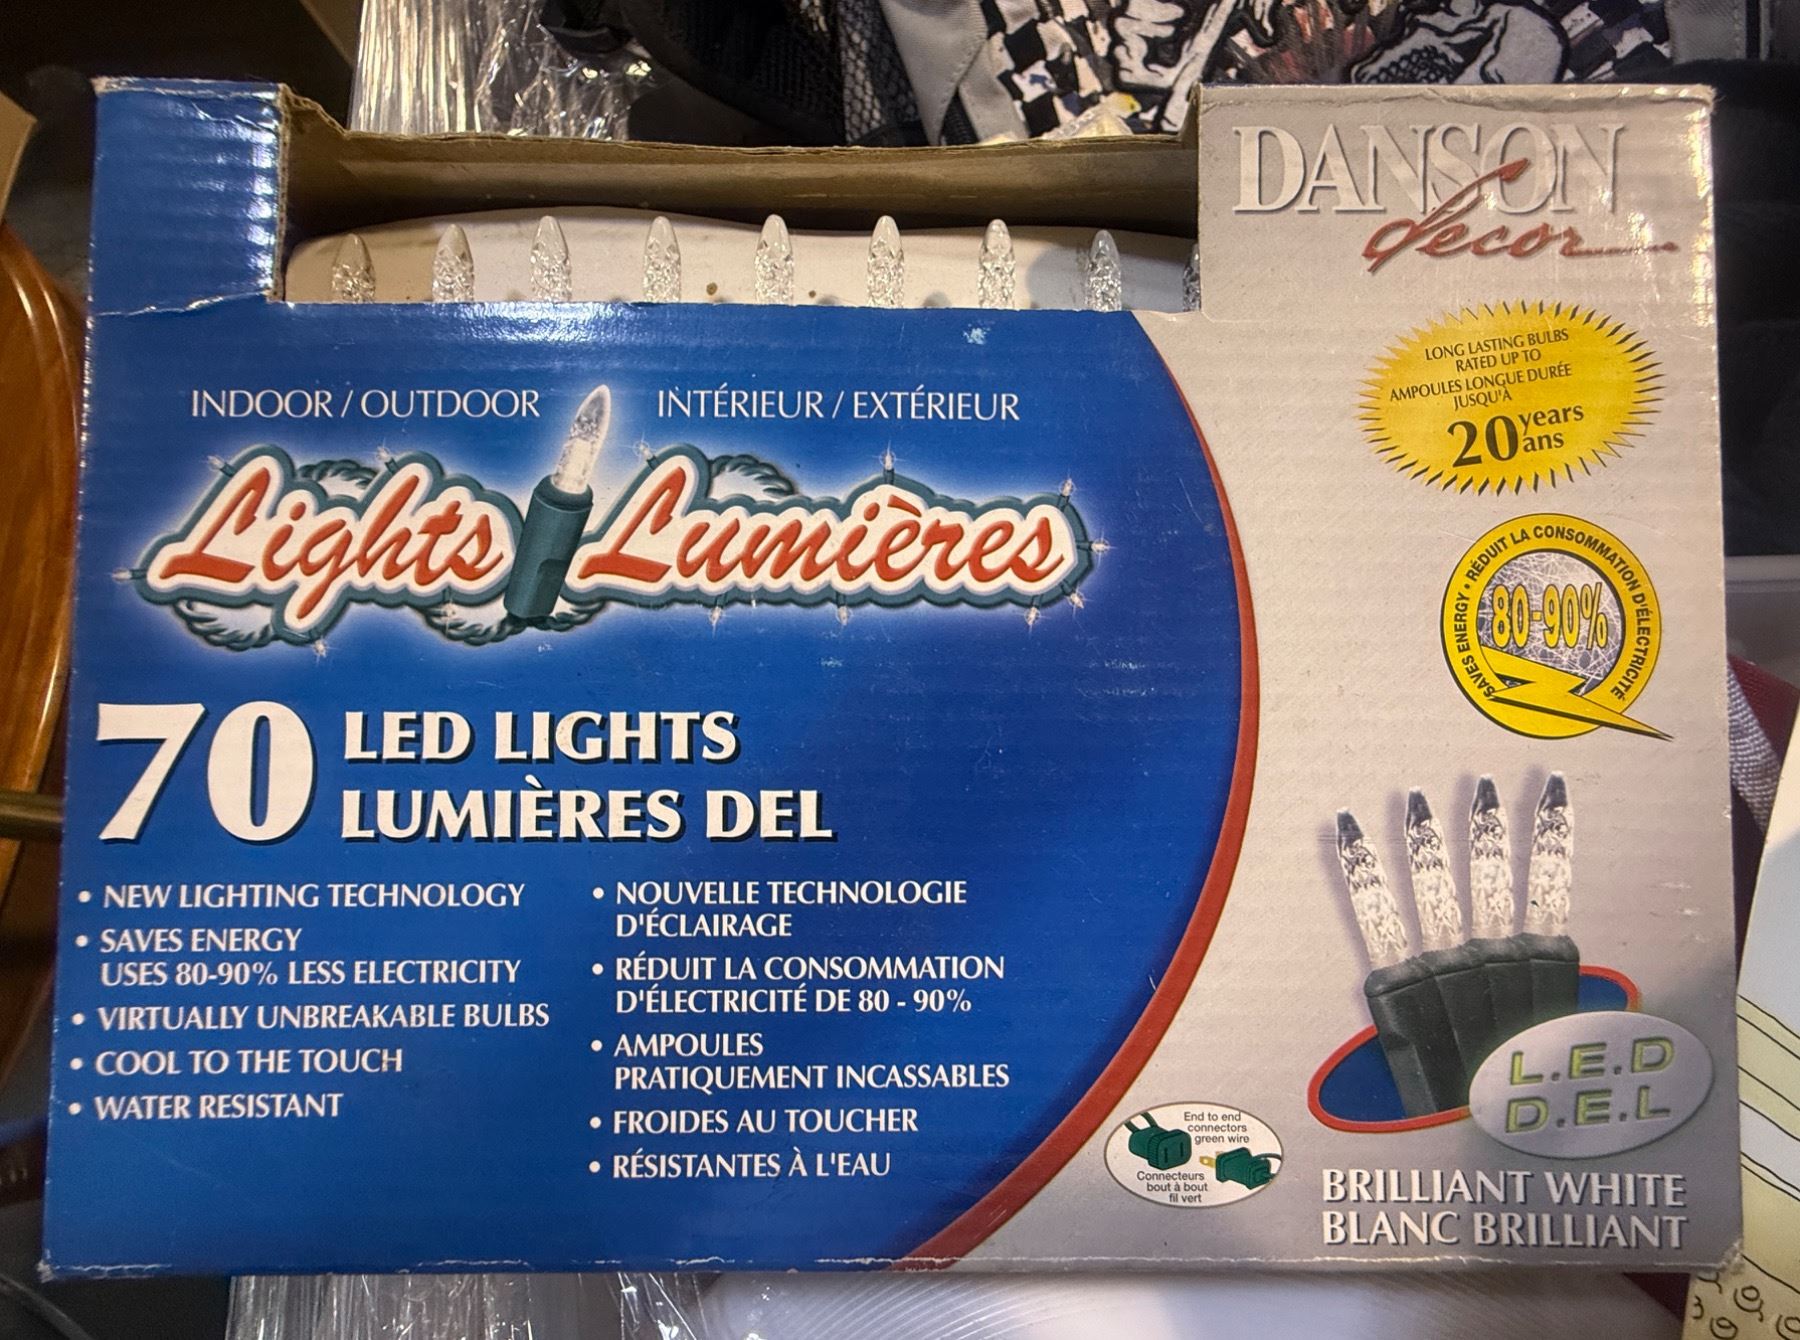 DANSON
decor
LONG LASTING BULBS
RATED UP TO
AMPOULES LONGUE DURÉE
JUSQU'À
20 years
ans
SAVES ENERGY • RÉDUIT LA CONSOMMATION D'ÉLECTRICITÉ
80-90%
INDOOR / OUTDOOR
INTÉRIEUR / EXTÉRIEUR
Lights Lumières
70 LED LIGHTS
LUMIÈRES DEL
• NEW LIGHTING TECHNOLOGY
• SAVES ENERGY
USES 80-90% LESS ELECTRICITY
• VIRTUALLY UNBREAKABLE BULBS
• COOL TO THE TOUCH
• WATER RESISTANT
• NOUVELLE TECHNOLOGIE
D'ÉCLAIRAGE
• RÉDUIT LA CONSOMMATION
D'ÉLECTRICITÉ DE 80 - 90%
• AMPOULES
PRATIQUEMENT INCASSABLES
• FROIDES AU TOUCHER
• RÉSISTANTES À L'EAU
End to end
connectors
green wire
Connecteurs
bout à bout
fil vert
L.E.D
D.E.L
BRILLIANT WHITE
BLANC BRILLIANT